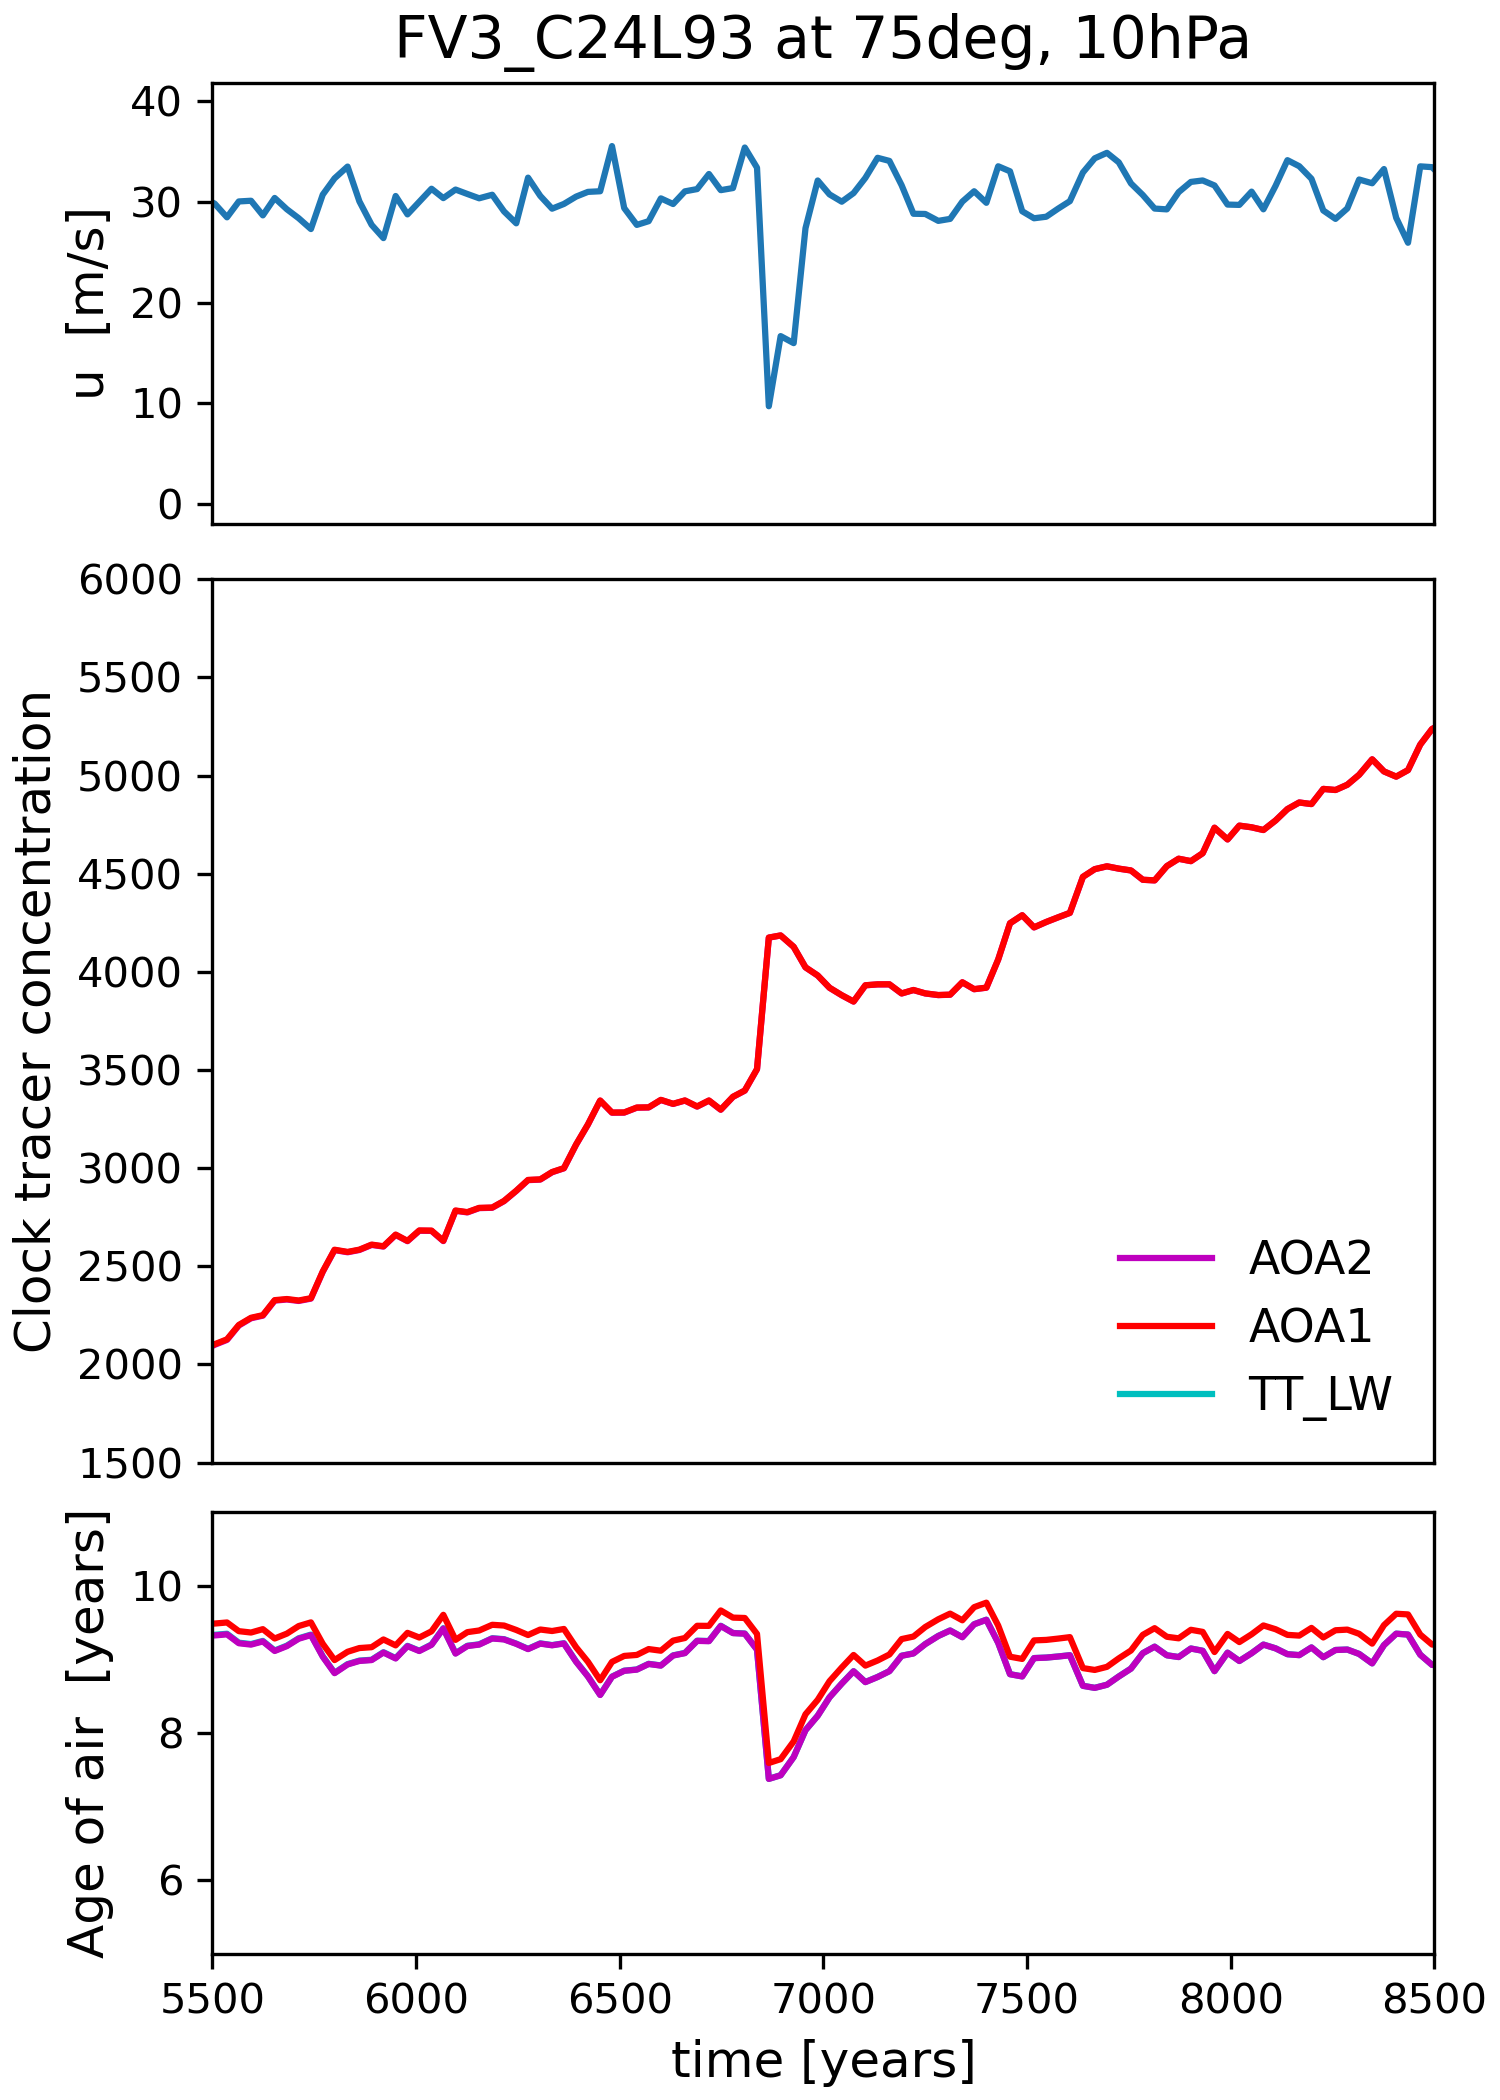 FV3_C24L93 at 75deg, 10hPa
40
30
20
10
0
u [m/s]
6000
5500
5000
4500
4000
3500
3000
2500
2000
1500
Clock tracer concentration
AOA2
AOA1
TT_LW
10
8
6
Age of air [years]
5500 6000 6500 7000 7500 8000 8500
time [years]